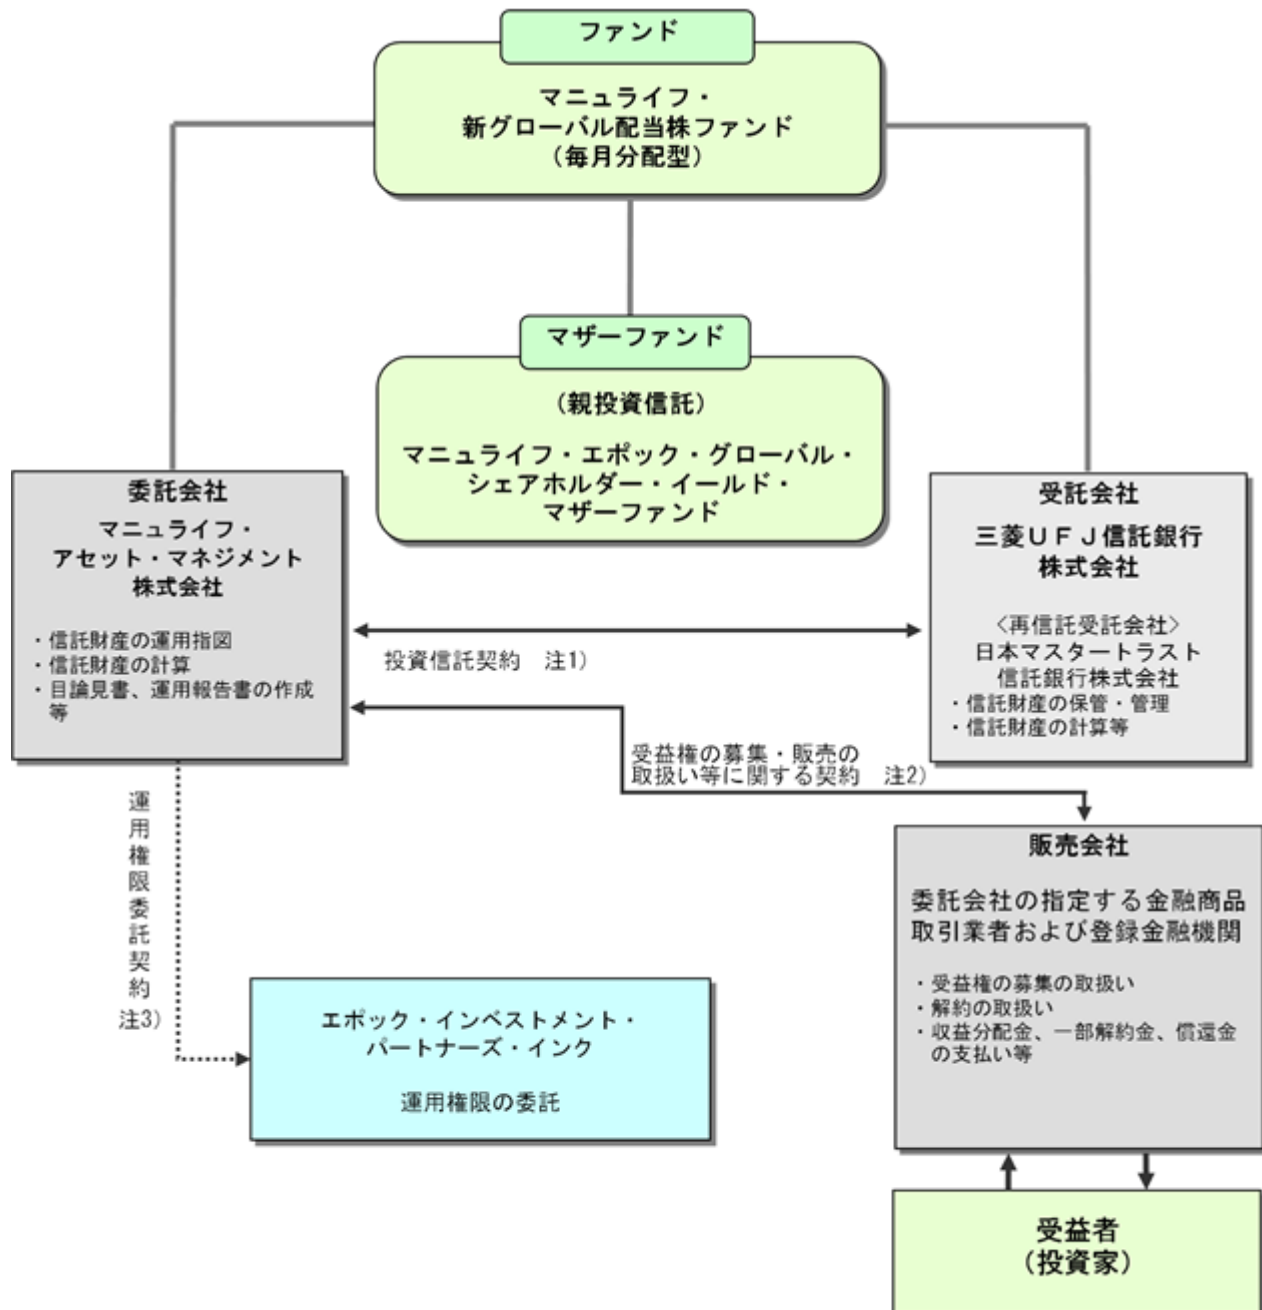 ファンド
マニュライフ・
新グローバル配当株ファンド
（毎月分配型）
マザーファンド
（親投資信託）
マニュライフ・エポック・グローバル・
シェアホルダー・イールド・
マザーファンド
委託会社
マニュライフ・
アセット・マネジメント
株式会社
・信託財産の運用指図
・信託財産の計算
・目論見書、運用報告書の作成
等
受託会社
三菱ＵＦＪ信託銀行
株式会社
〈再信託受託会社〉
日本マスタートラスト
信託銀行株式会社
・信託財産の保管・管理
・信託財産の計算等
投資信託契約　注1）
受益権の募集・販売の
取扱い等に関する契約　注2）
運用権限委託契約
注3）
エポック・インベストメント・
パートナーズ・インク
運用権限の委託
販売会社
委託会社の指定する金融商品
取引業者および登録金融機関
・受益権の募集の取扱い
・解約の取扱い
・収益分配金、一部解約金、償還金
の支払い等
受益者
（投資家）